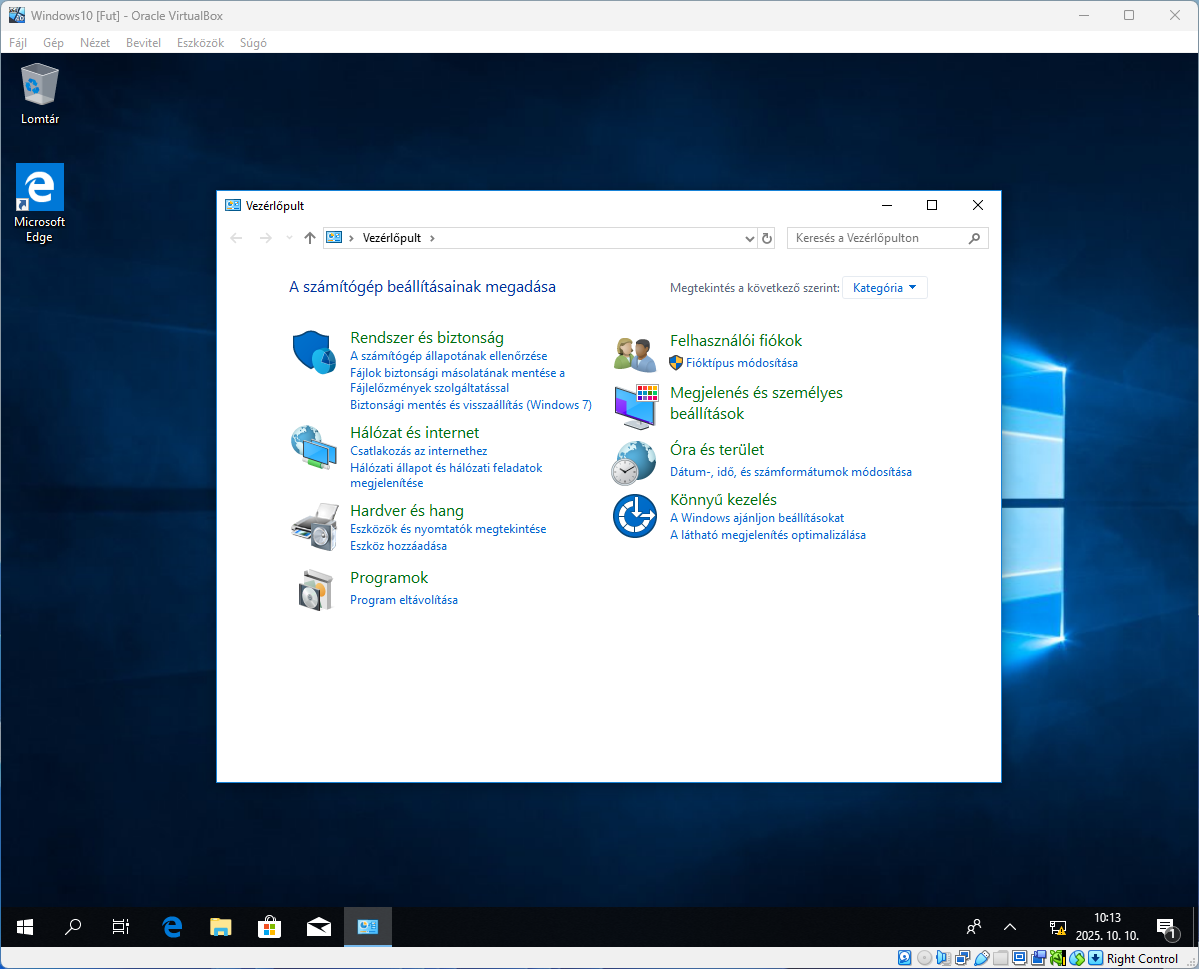 Windows10 [Fut] - Oracle VirtualBox
Fájl Gép Nézet Bevitel Eszközök Súgó
Lomtár
Microsoft
Edge
Vezérlőpult
Vezérlőpult
Keresés a Vezérlőpulton
A számítógép beállításainak megadása
Megtekintés a következő szerint: Kategória
Rendszer és biztonság
A számítógép állapotának ellenőrzése
Fájlok biztonsági másolatának mentése a
Fájlelőzmények szolgáltatással
Biztonsági mentés és visszaállítás (Windows 7)
Hálózat és internet
Csatlakozás az internethez
Hálózati állapot és hálózati feladatok
megjelenítése
Hardver és hang
Eszközök és nyomtatók megtekintése
Eszköz hozzáadása
Programok
Program eltávolítása
Felhasználói fiókok
Fióktípus módosítása
Megjelenés és személyes
beállítások
Óra és terület
Dátum-, idő, és számformátumok módosítása
Könnyű kezelés
A Windows ajánljon beállításokat
A látható megjelenítés optimalizálása
10:13
2025. 10. 10.
1
Right Control